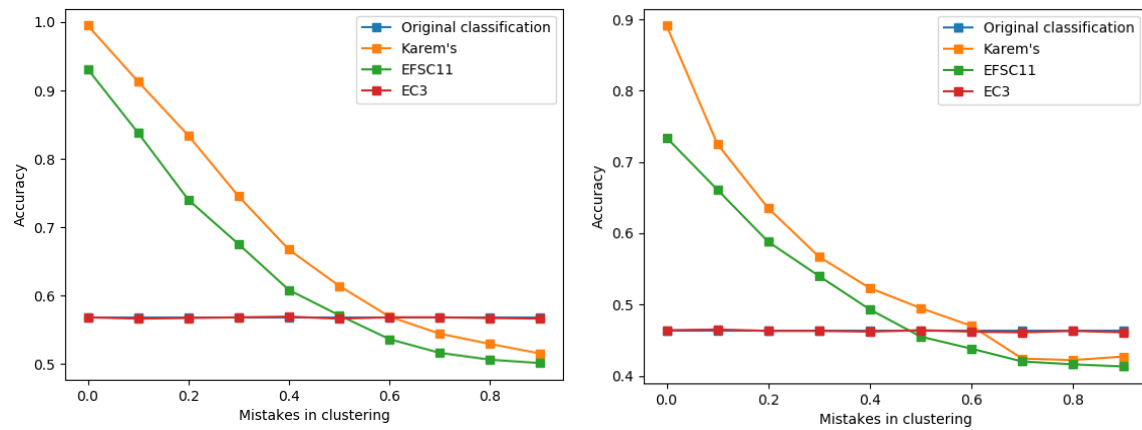 1.0
0.9
0.8
0.7
0.6
0.5
Accuracy
0.0
0.2
0.4
0.6
0.8
Mistakes in clustering
Original classification
Karem's
EFSC11
EC3
0.9
0.8
0.7
0.6
0.5
0.4
Accuracy
0.0
0.2
0.4
0.6
0.8
Mistakes in clustering
Original classification
Karem's
EFSC11
EC3